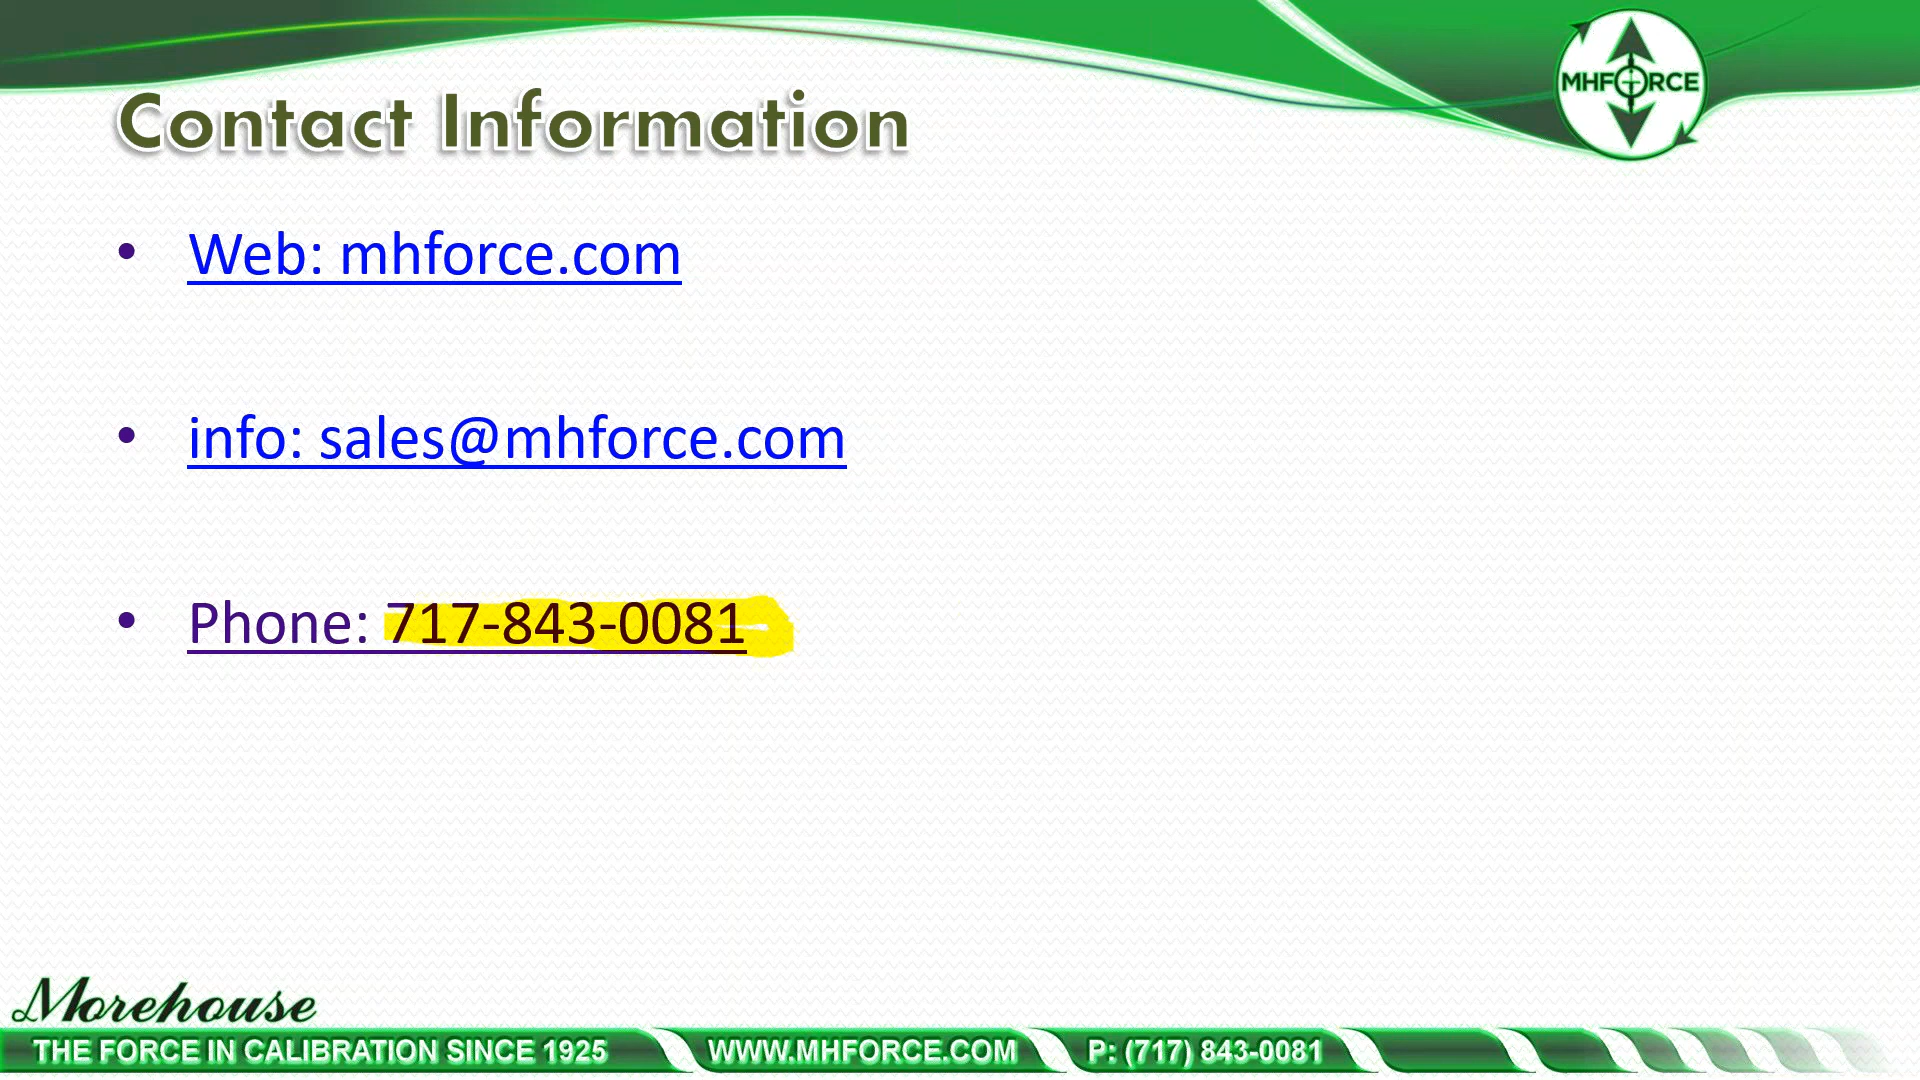 MHFORCE
Contact Information
• Web: mhforce.com
• info: sales@mhforce.com
• Phone: 717-843-0081
Morehouse
THE FORCE IN CALIBRATION SINCE 1925 WWW.MHFORCE.COM P: (717) 843-0081